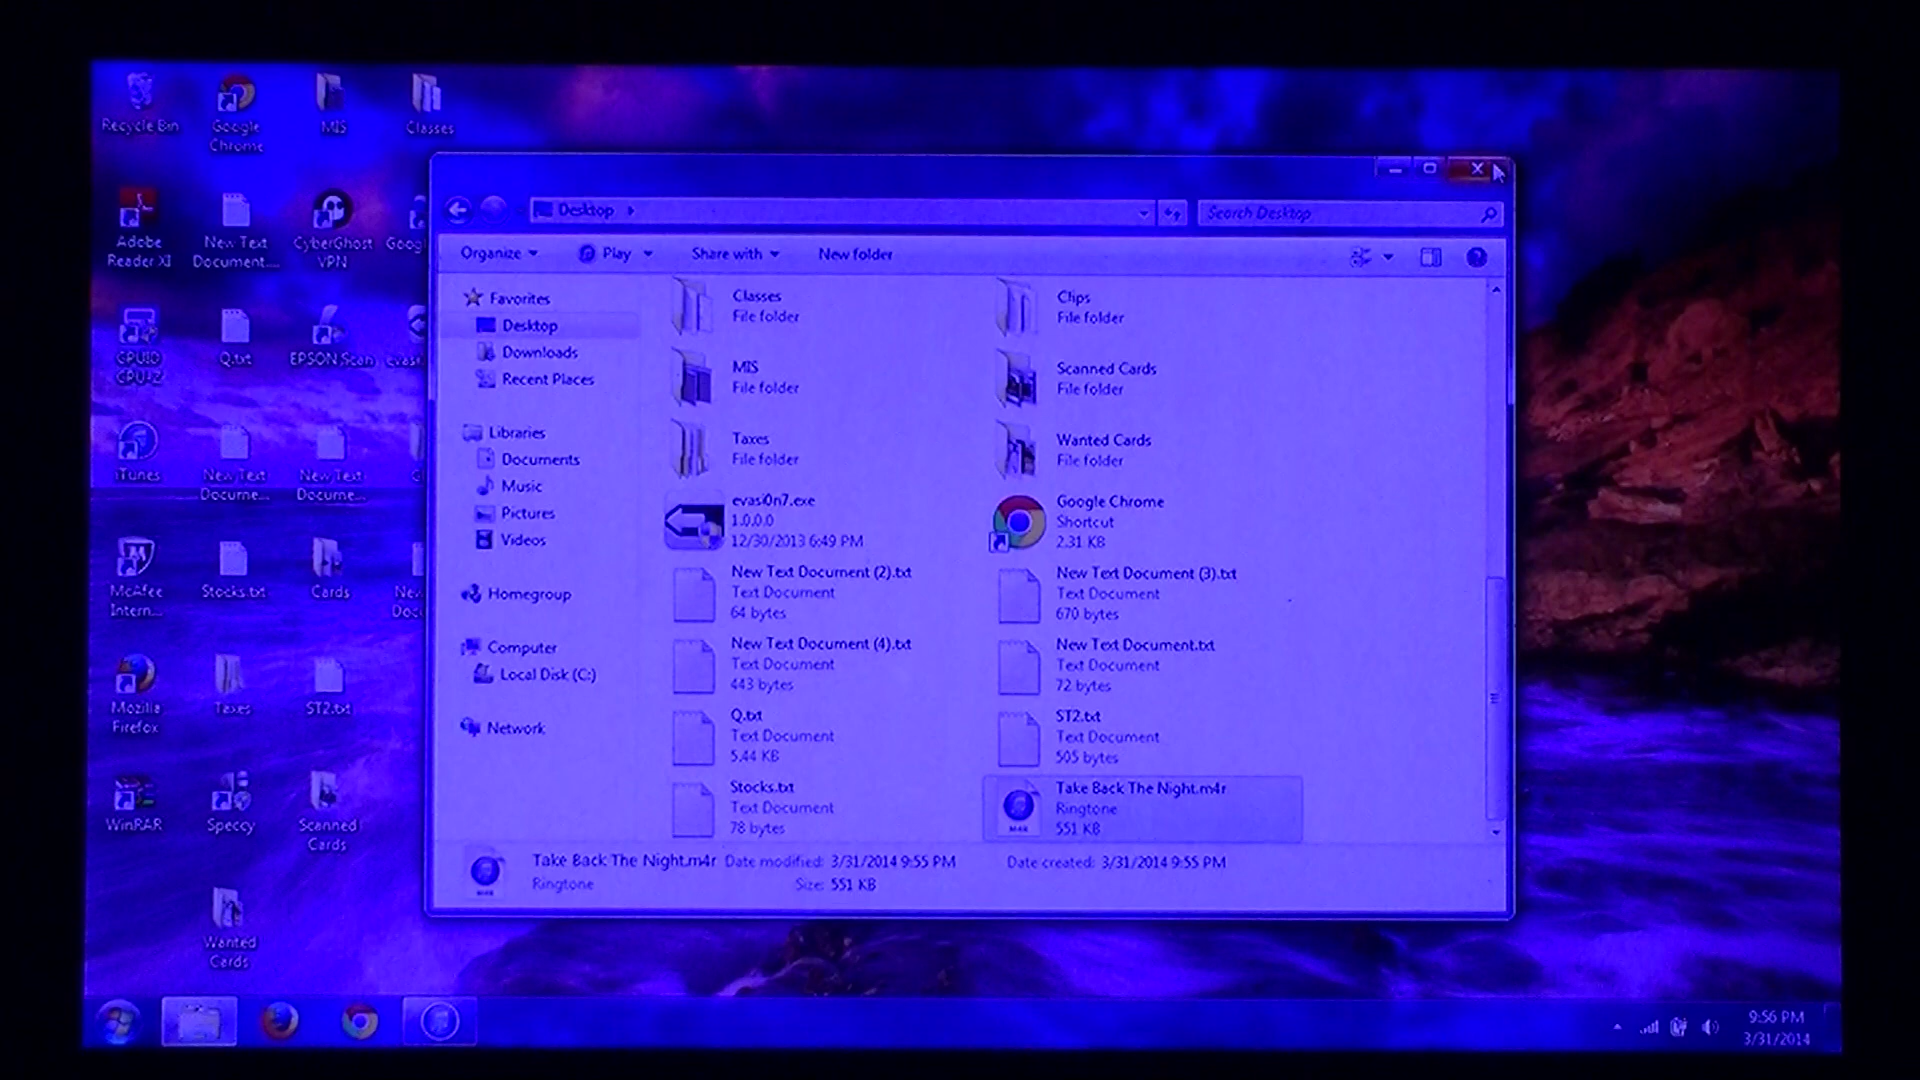 Recycle Bin
Google Chrome
MIS
Classes
Adobe Reader XI
New Text Document....
CyberGhost VPN
Googl
CPUID CPU-Z
Q.txt
EPSON Scan
evasi
iTunes
New Text Docume...
New Text Docume...
McAfee Intern...
Stocks.txt
Cards
New
Docu
Mozilla Firefox
Taxes
ST2.txt
WinRAR
Speccy
Scanned Cards
Wanted Cards
Desktop
Search Desktop
Organize
Play
Share with
New folder
Favorites
Desktop
Downloads
Recent Places
Libraries
Documents
Music
Pictures
Videos
Homegroup
Computer
Local Disk (C:)
Network
Classes
File folder
Clips
File folder
MIS
File folder
Scanned Cards
File folder
Taxes
File folder
Wanted Cards
File folder
evasi0n7.exe
1.0.0.0
12/30/2013 6:49 PM
Google Chrome
Shortcut
2.31 KB
New Text Document (2).txt
Text Document
64 bytes
New Text Document (3).txt
Text Document
670 bytes
New Text Document (4).txt
Text Document
443 bytes
New Text Document.txt
Text Document
72 bytes
Q.txt
Text Document
5.44 KB
ST2.txt
Text Document
505 bytes
Stocks.txt
Text Document
78 bytes
Take Back The Night.m4r
Ringtone
551 KB
Take Back The Night.m4r Date modified: 3/31/2014 9:55 PM Date created: 3/31/2014 9:55 PM
Ringtone Size: 551 KB
9:56 PM
3/31/2014